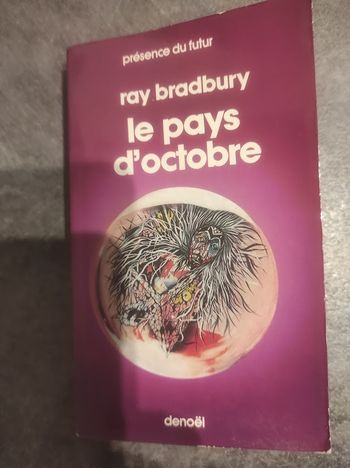 présence du futur
ray bradbury
le pays
d'octobre
denoël